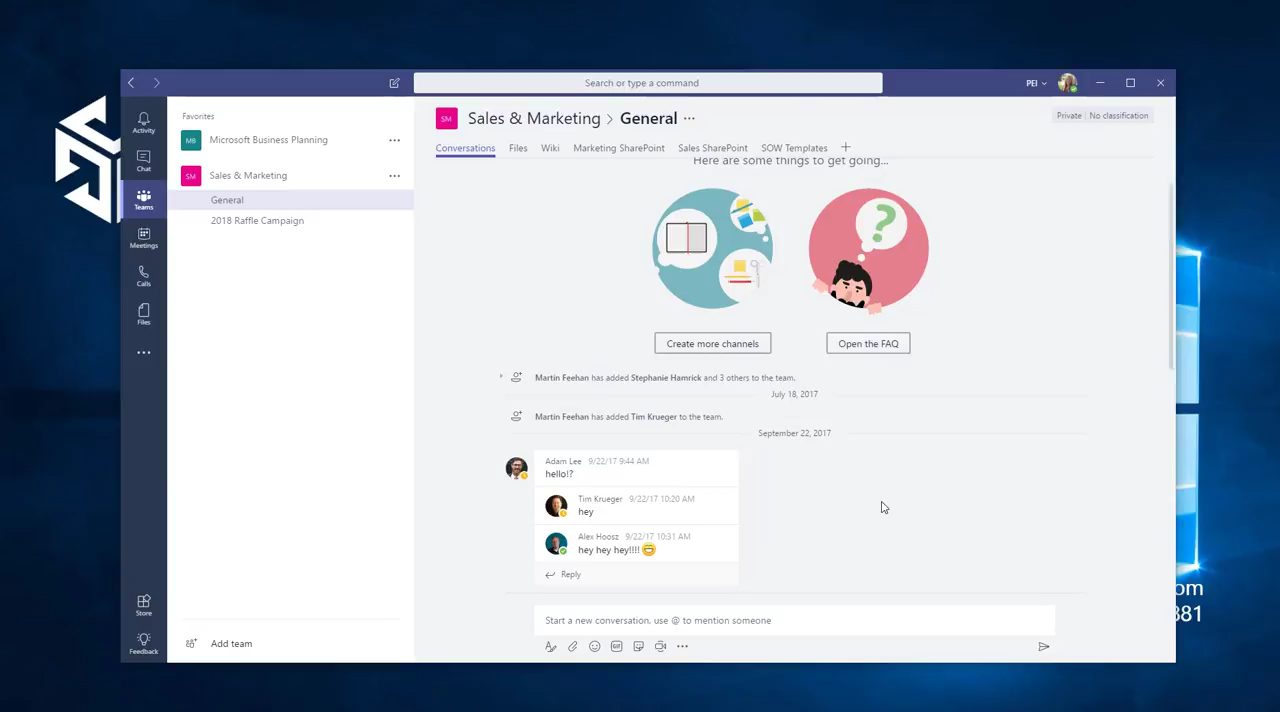 Search or type a command
PEI
Activity
Chat
Teams
Meetings
Calls
Files
Store
Feedback
Favorites
MB Microsoft Business Planning
SM Sales & Marketing
General
2018 Raffle Campaign
Add team
SM Sales & Marketing > General
Private | No classification
Conversations Files Wiki Marketing SharePoint Sales SharePoint SOW Templates
Here are some things to get going...
Create more channels
Open the FAQ
Martin Feehan has added Stephanie Hamrick and 3 others to the team.
July 18, 2017
Martin Feehan has added Tim Krueger to the team.
September 22, 2017
Adam Lee 9/22/17 9:44 AM
hello!?
Tim Krueger 9/22/17 10:20 AM
hey
Alex Hoosz 9/22/17 10:31 AM
hey hey hey!!!!
Reply
Start a new conversation, use @ to mention someone
GIF
om
881